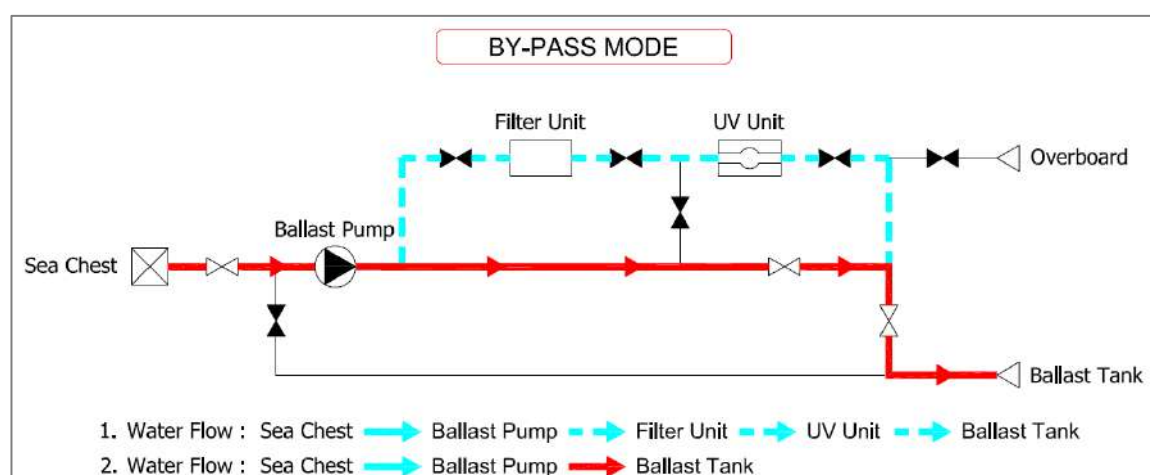 BY-PASS MODE
Filter Unit
UV Unit
Overboard
Ballast Pump
Sea Chest
Ballast Tank
1. Water Flow : Sea Chest Ballast Pump Filter Unit UV Unit Ballast Tank
2. Water Flow : Sea Chest Ballast Pump Ballast Tank